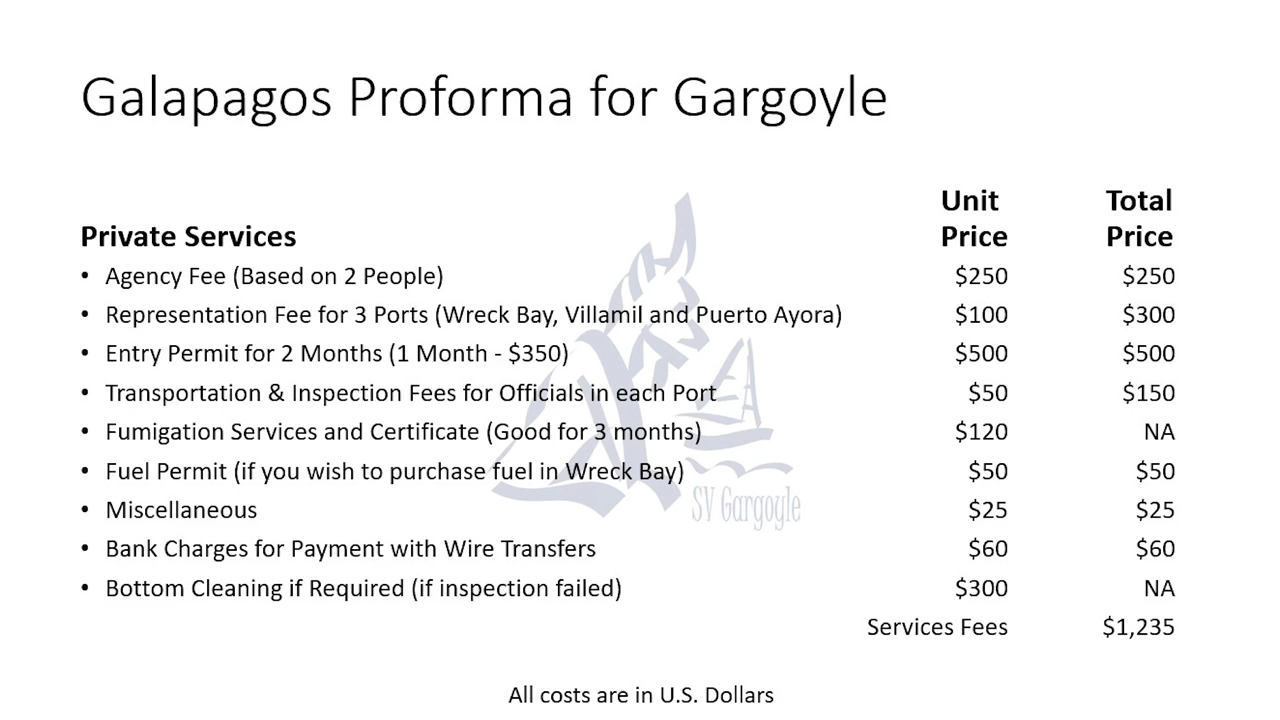 Galapagos Proforma for Gargoyle
Unit Total
Private Services Price Price
• Agency Fee (Based on 2 People) $250 $250
• Representation Fee for 3 Ports (Wreck Bay, Villamil and Puerto Ayora) $100 $300
• Entry Permit for 2 Months (1 Month - $350) $500 $500
• Transportation & Inspection Fees for Officials in each Port $50 $150
• Fumigation Services and Certificate (Good for 3 months) $120 NA
• Fuel Permit (if you wish to purchase fuel in Wreck Bay) $50 $50
SV Gargoyle
• Miscellaneous $25 $25
• Bank Charges for Payment with Wire Transfers $60 $60
• Bottom Cleaning if Required (if inspection failed) $300 NA
Services Fees $1,235
All costs are in U.S. Dollars